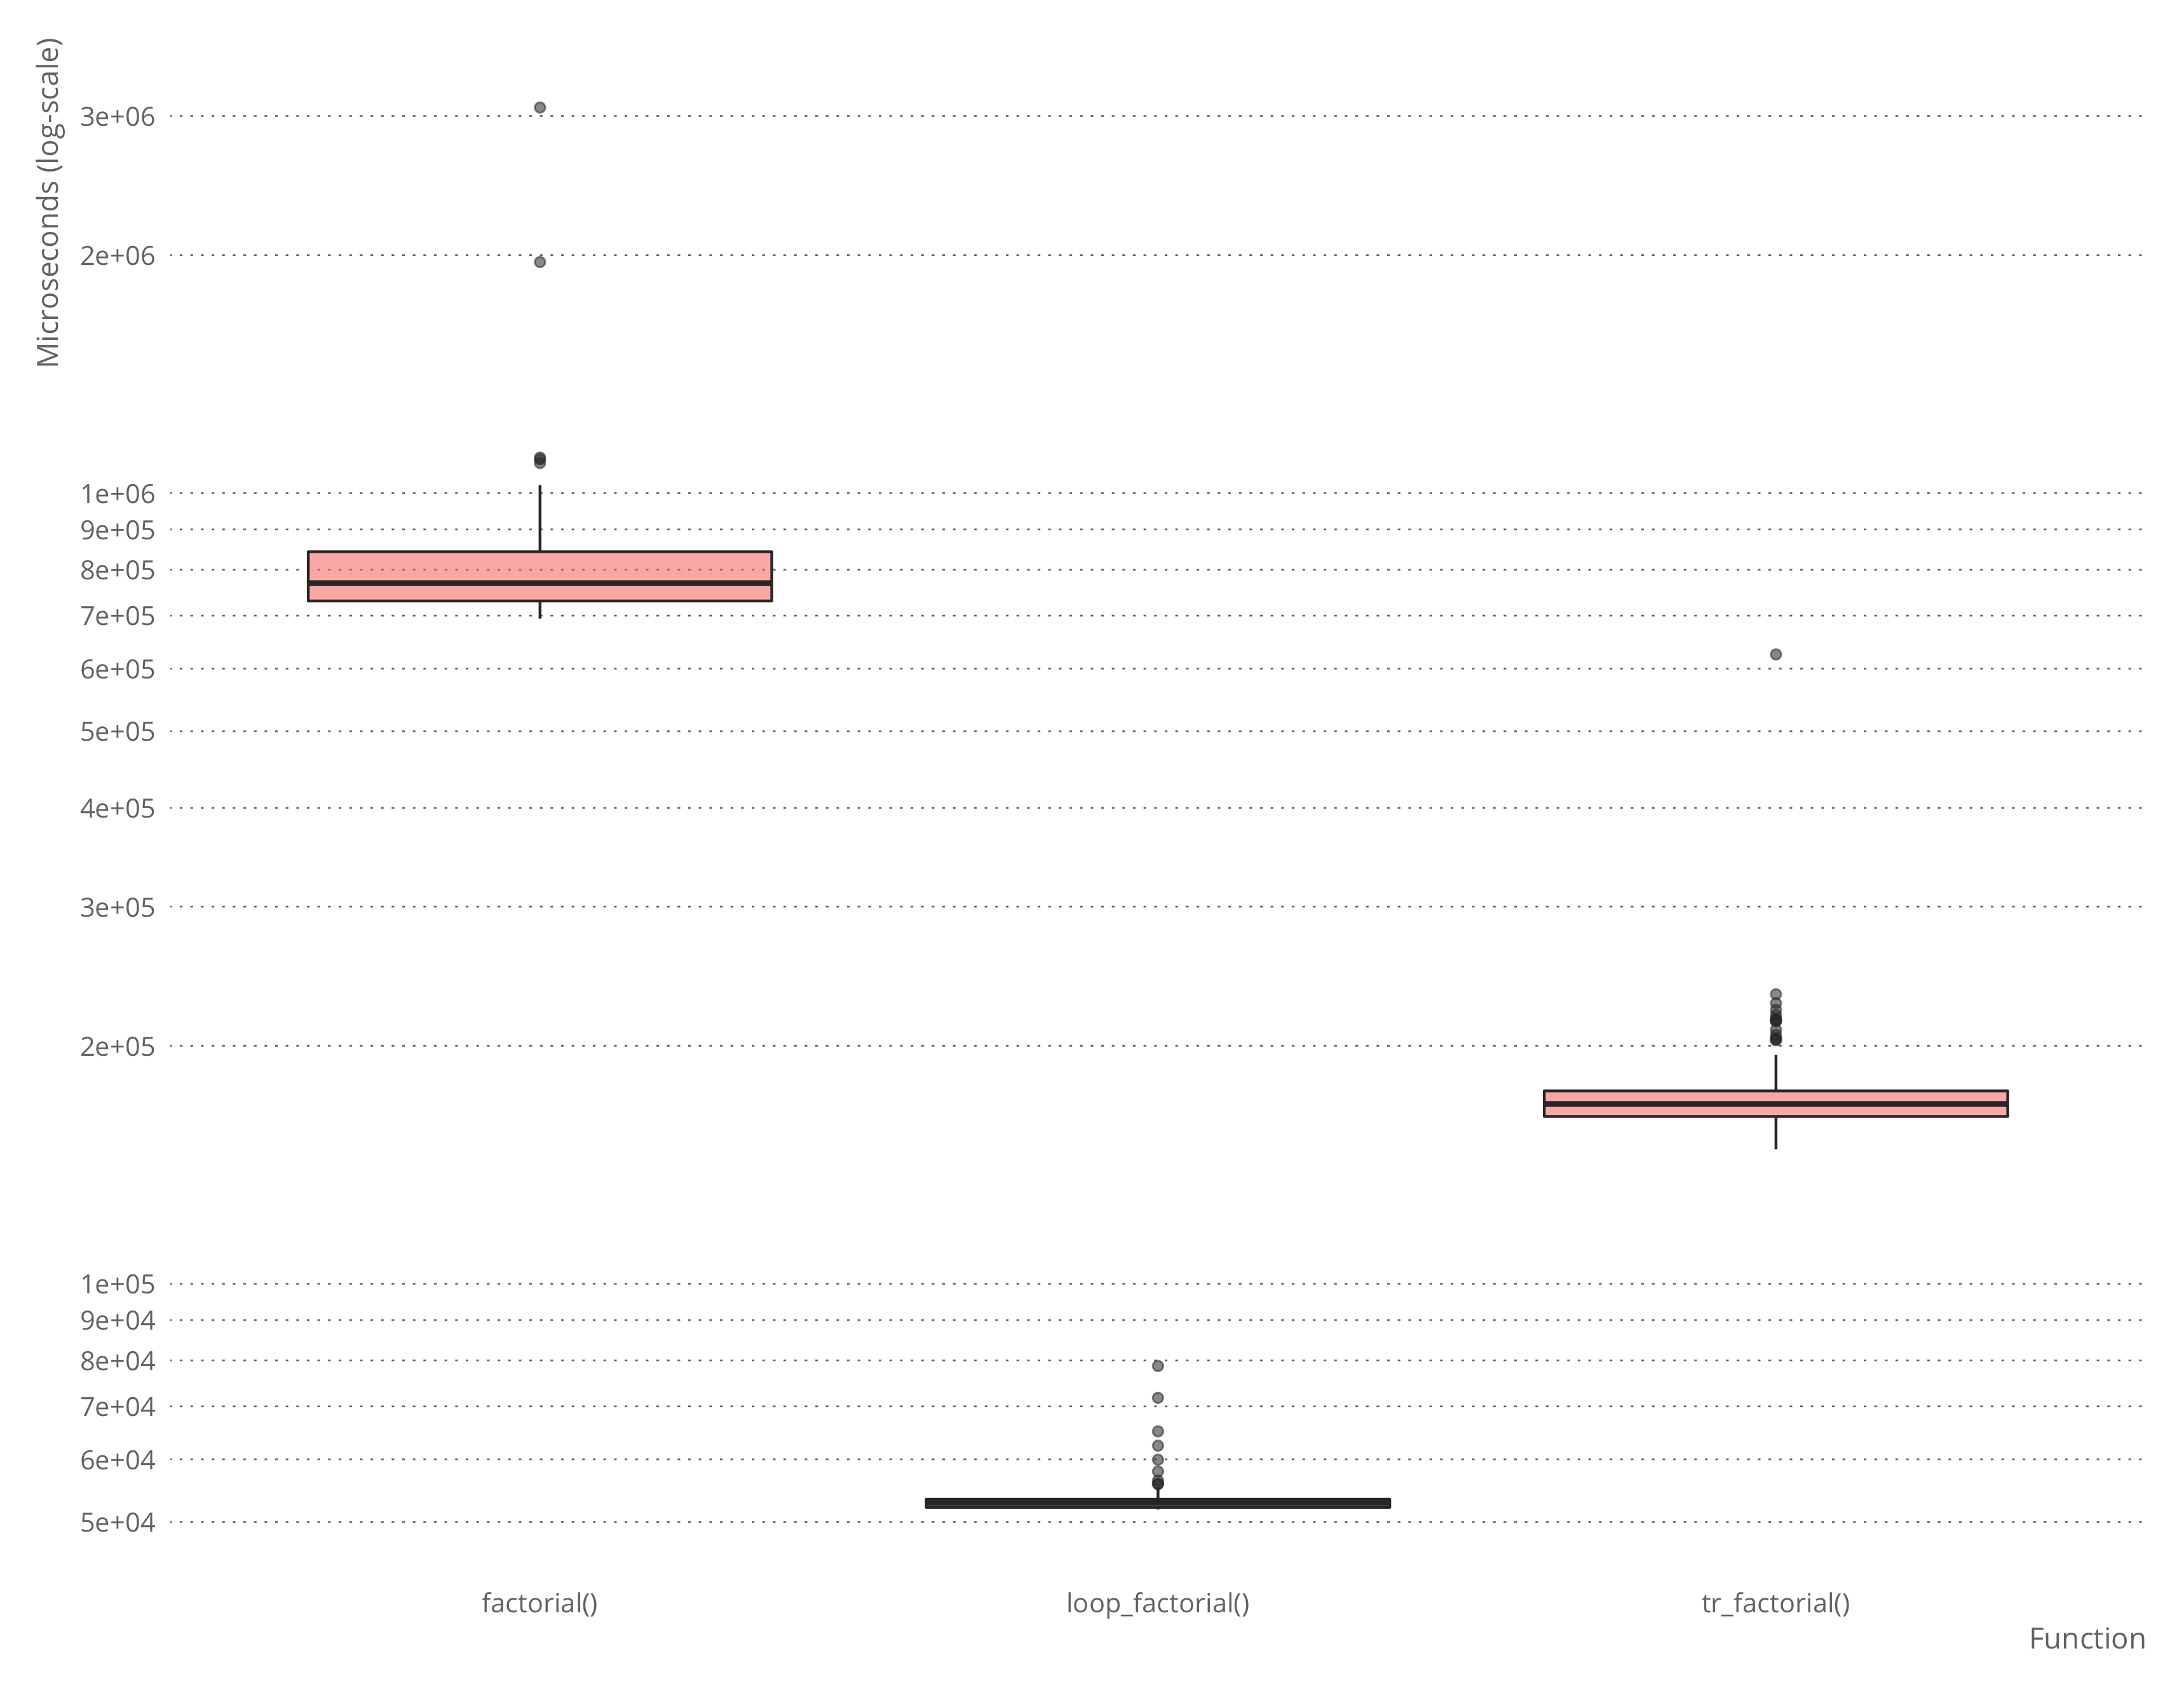 Microseconds (log-scale)
3e+06
2e+06
1e+06
9e+05
8e+05
7e+05
6e+05
5e+05
4e+05
3e+05
2e+05
1e+05
9e+04
8e+04
7e+04
6e+04
5e+04
factorial() loop_factorial() tr_factorial()
Function